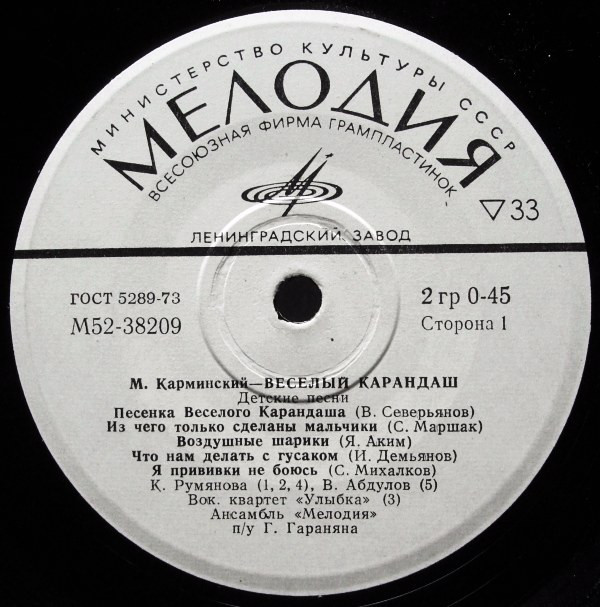 МИНИСТЕРСТВО КУЛЬТУРЫ СССР
МЕЛОДИЯ
ВСЕСОЮЗНАЯ ФИРМА ГРАМПЛАСТИНОК
▽33
ЛЕНИНГРАДСКИЙ ЗАВОД
ГОСТ 5289-73
М52-38209
2 гр 0-45
Сторона 1
М. Карминский—ВЕСЕЛЫЙ КАРАНДАШ
Детские песни
Песенка Веселого Карандаша (В. Северьянов)
Из чего только сделаны мальчики (С. Маршак)
Воздушные шарики (Я. Аким)
Что нам делать с гусаком (И. Демьянов)
Я прививки не боюсь (С. Михалков)
К. Румянова (1, 2, 4), В. Абдулов (5)
Вок. квартет «Улыбка» (3)
Ансамбль «Мелодия»
п/у Г. Гараняна